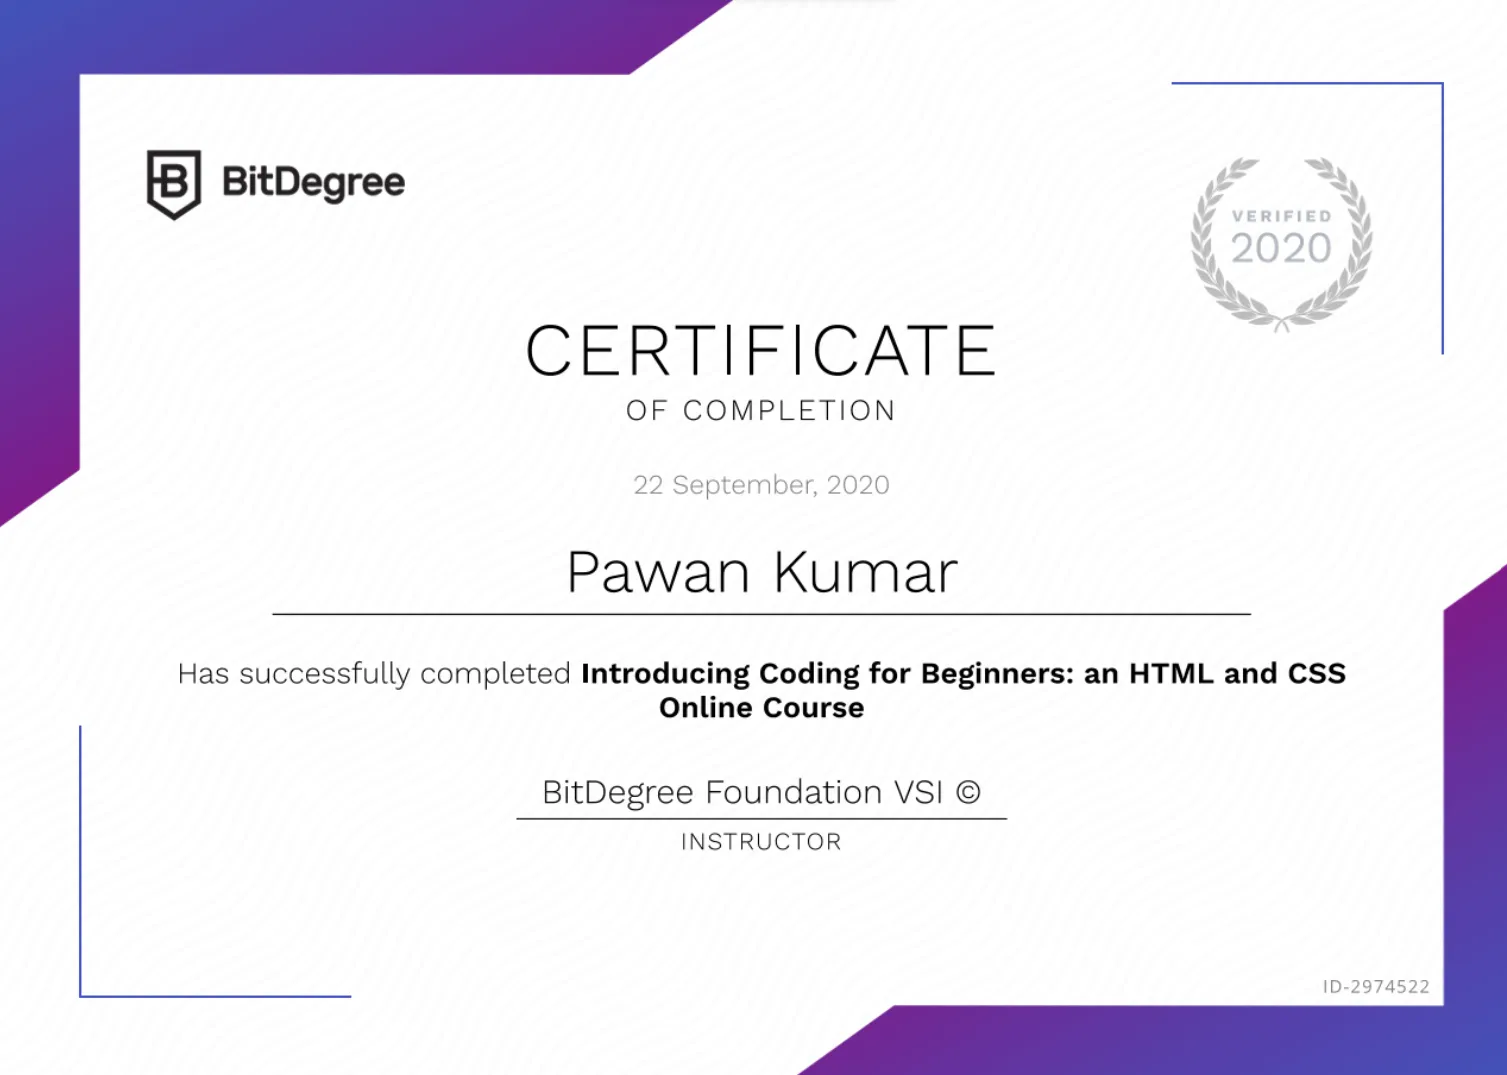 BitDegree
VERIFIED
2020
CERTIFICATE
OF COMPLETION
22 September, 2020
Pawan Kumar
Has successfully completed Introducing Coding for Beginners: an HTML and CSS
Online Course
BitDegree Foundation VSI ©
INSTRUCTOR
ID-2974522